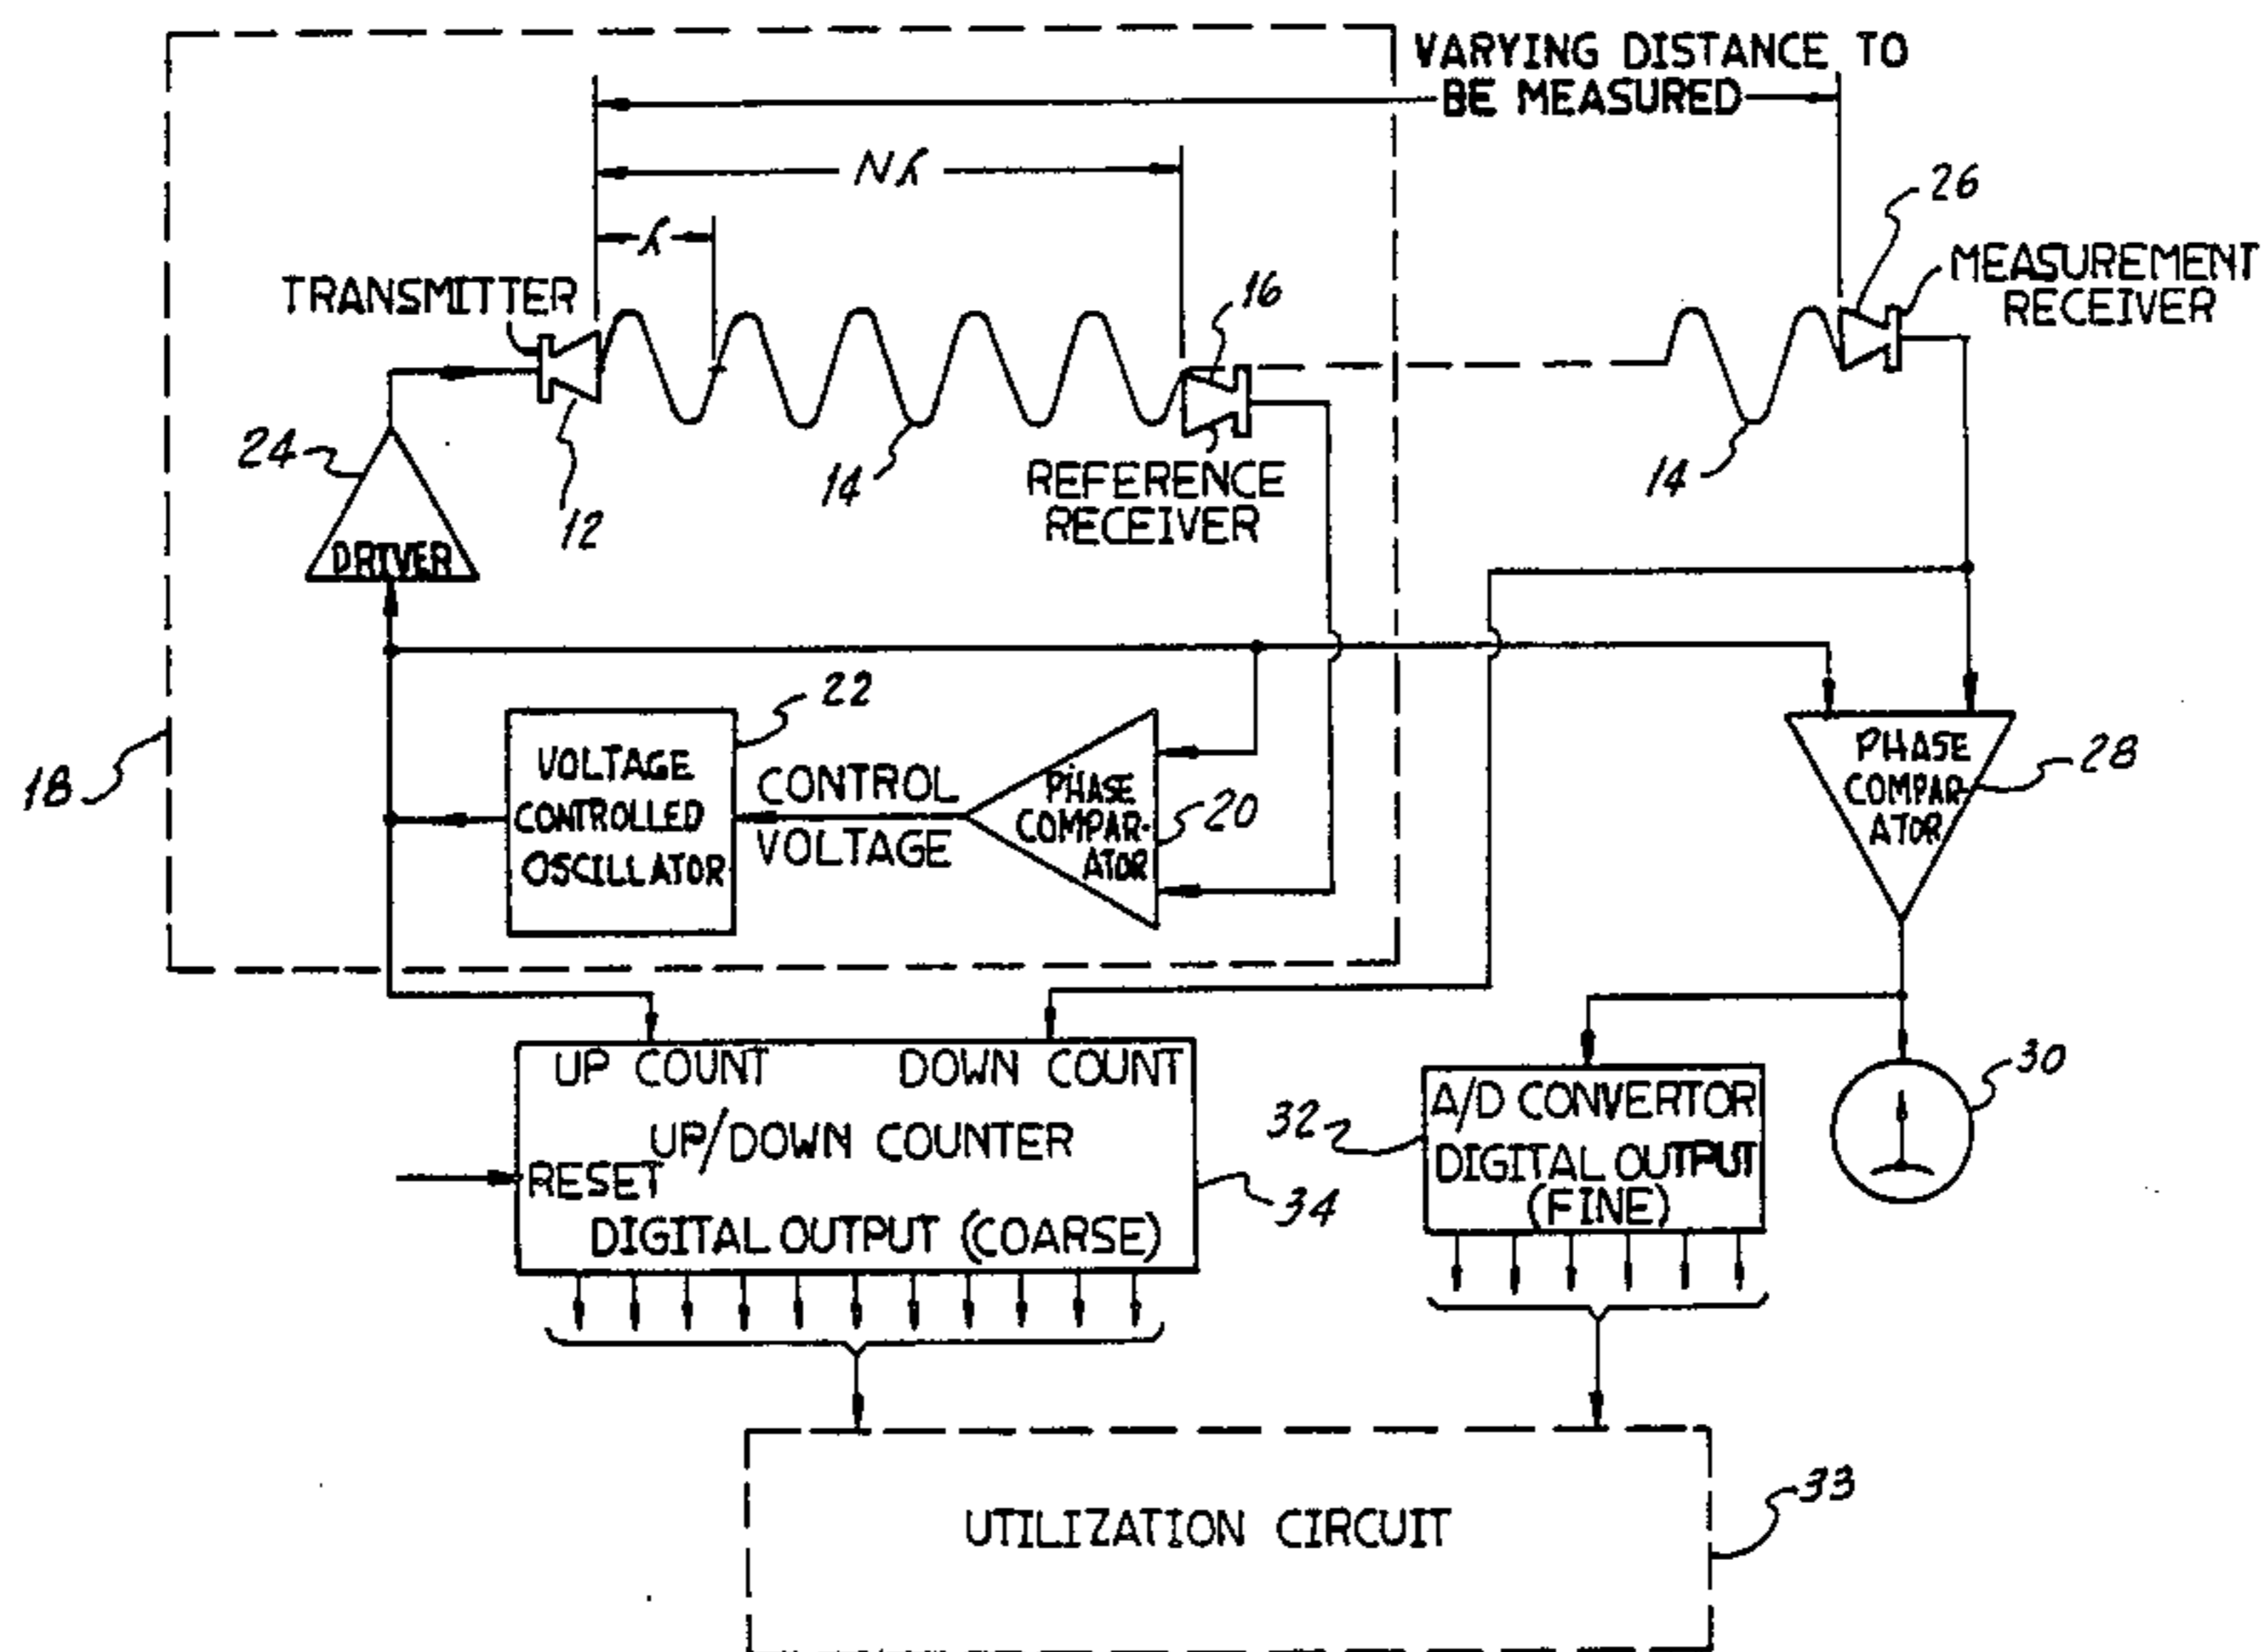 VARYING DISTANCE TO
BE MEASURED
Nλ
λ
26
TRANSMITTER
16
MEASUREMENT
RECEIVER
24
12
14
REFERENCE
RECEIVER
14
DRIVER
22
18
VOLTAGE
CONTROLLED
OSCILLATOR
CONTROL
VOLTAGE
PHASE
COMPAR-
ATOR
20
PHASE
COMPAR-
ATOR
28
UP COUNT
DOWN COUNT
UP/DOWN COUNTER
RESET
DIGITAL OUTPUT (COARSE)
34
32
A/D CONVERTOR
DIGITAL OUTPUT
(FINE)
30
UTILIZATION CIRCUIT
33